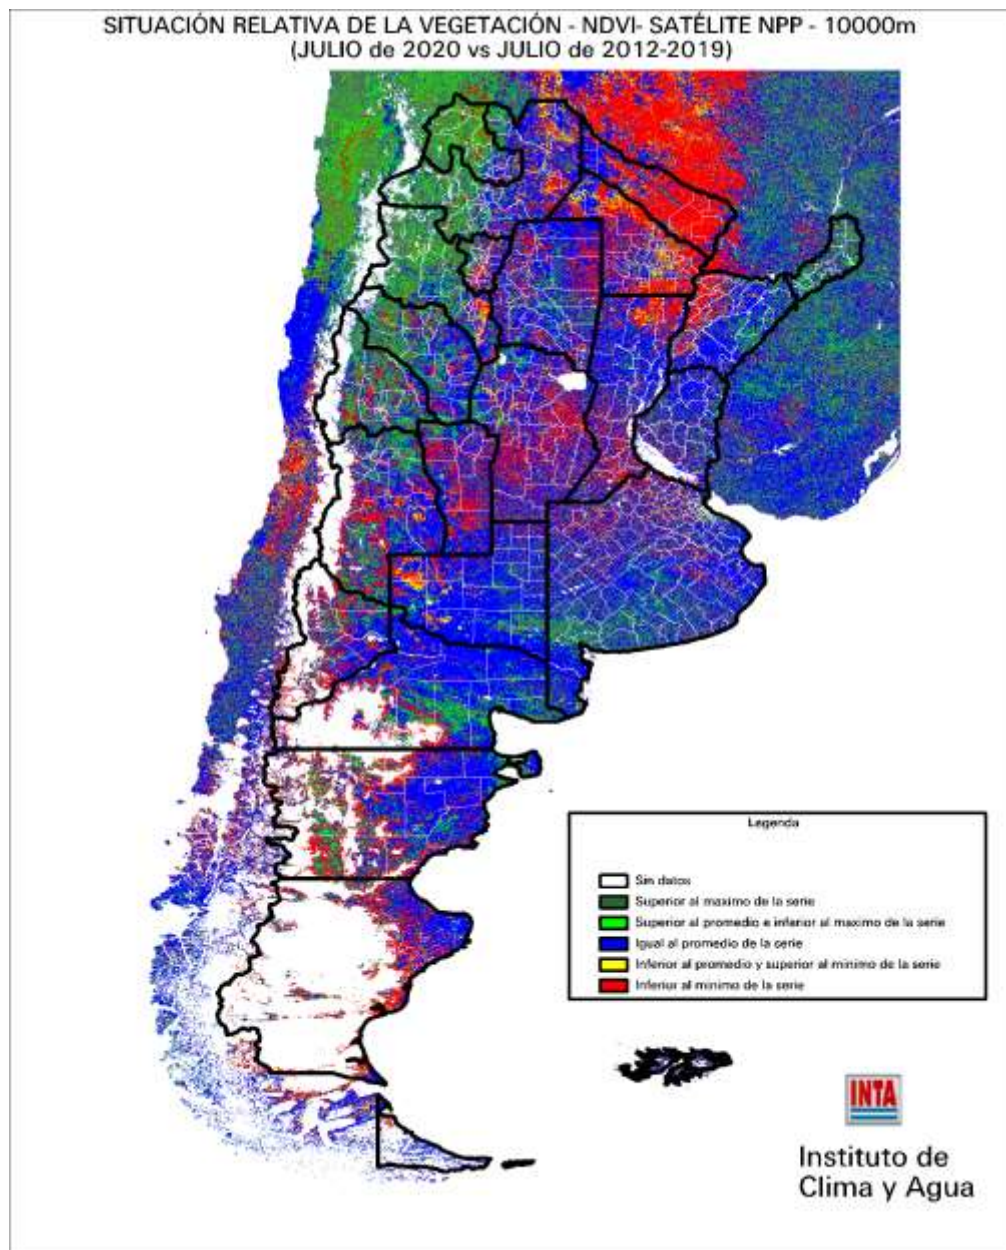 SITUACIÓN RELATIVA DE LA VEGETACIÓN - NDVI- SATÉLITE NPP - 10000m
(JULIO de 2020 vs JULIO de 2012-2019)
Legenda
Sin datos
Superior al maximo de la serie
Superior al promedio e inferior al maximo de la serie
Igual al promedio de la serie
Inferior al promedio y superior al minimo de la serie
Inferior al minimo de la serie
INTA
Instituto de
Clima y Agua